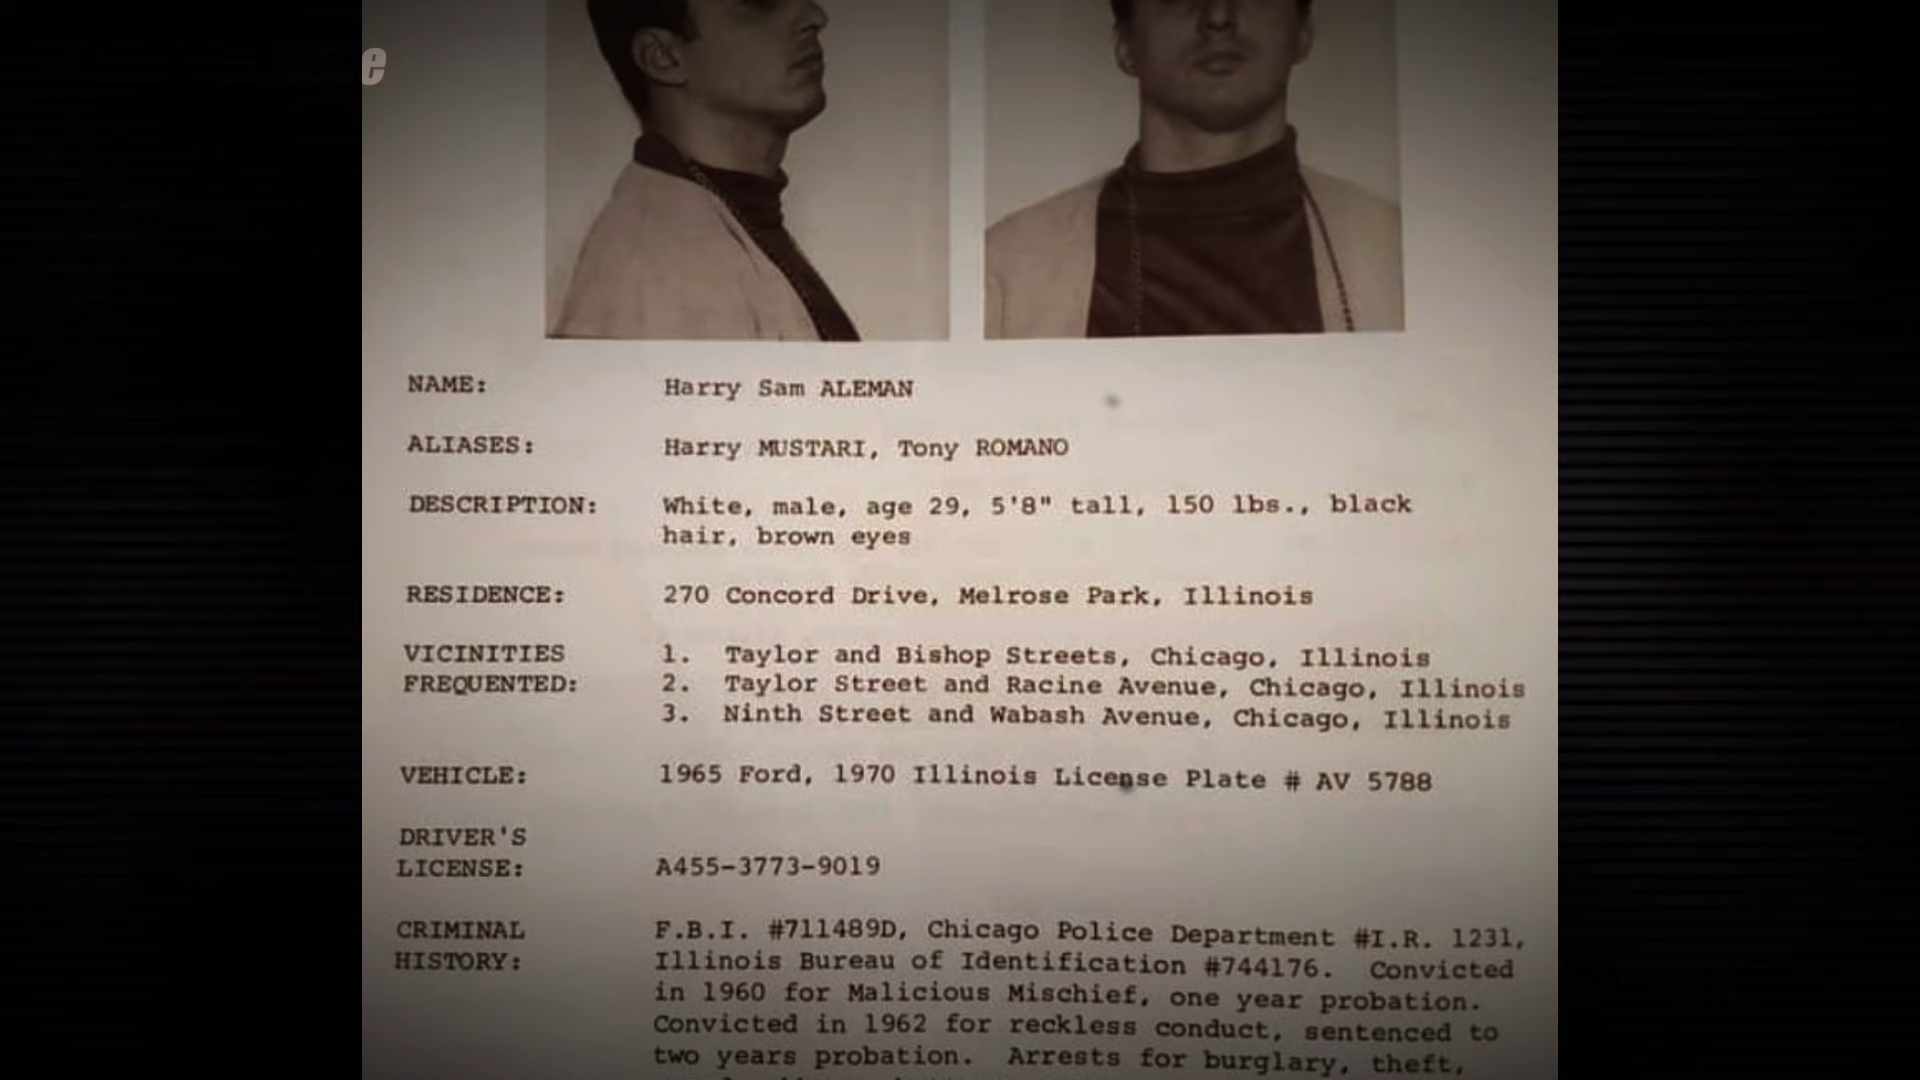 e
NAME: Harry Sam ALEMAN
ALIASES: Harry MUSTARI, Tony ROMANO
DESCRIPTION: White, male, age 29, 5'8" tall, 150 lbs., black
hair, brown eyes
RESIDENCE: 270 Concord Drive, Melrose Park, Illinois
VICINITIES 1. Taylor and Bishop Streets, Chicago, Illinois
FREQUENTED: 2. Taylor Street and Racine Avenue, Chicago, Illinois
3. Ninth Street and Wabash Avenue, Chicago, Illinois
VEHICLE: 1965 Ford, 1970 Illinois License Plate # AV 5788
DRIVER'S
LICENSE: A455-3773-9019
CRIMINAL F.B.I. #711489D, Chicago Police Department #I.R. 1231,
HISTORY: Illinois Bureau of Identification #744176. Convicted
in 1960 for Malicious Mischief, one year probation.
Convicted in 1962 for reckless conduct, sentenced to
two years probation. Arrests for burglary, theft,